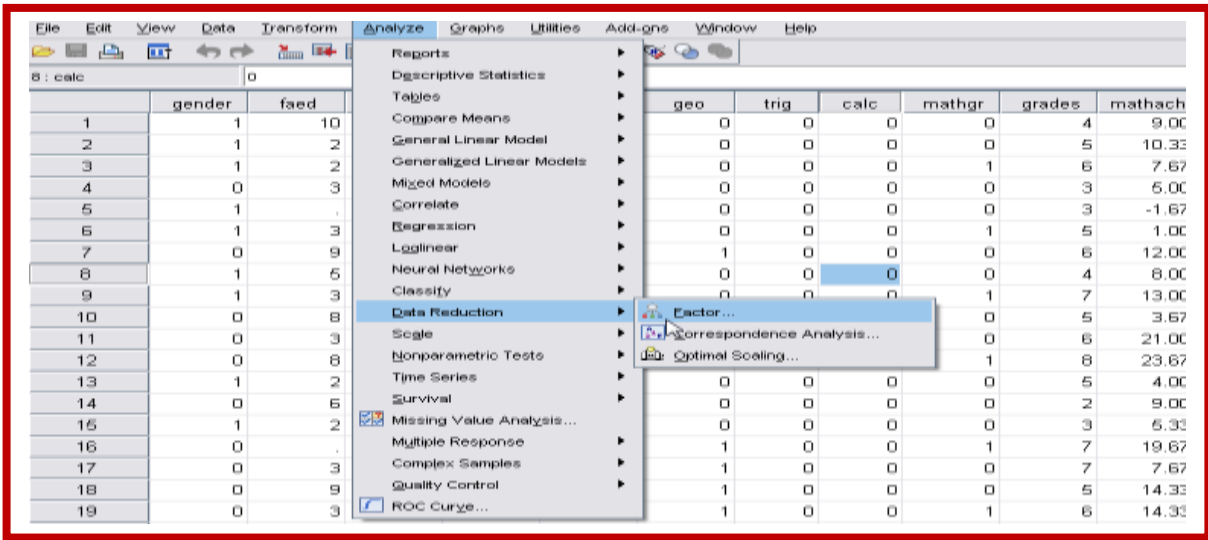 File Edit View Data Transform Analyze Graphs Utilities Add-ons Window Help
8 : calc 0
gender faed geo trig calc mathgr grades mathach
1 1 10 0 0 0 0 4 9.00
2 1 2 0 0 0 0 5 10.33
3 1 2 0 0 0 1 6 7.67
4 0 3 0 0 0 0 3 5.00
5 1 . 0 0 0 0 3 -1.67
6 1 3 0 0 0 1 5 1.00
7 0 9 1 0 0 0 6 12.00
8 1 5 0 0 0 0 4 8.00
9 1 3 0 0 0 1 7 13.00
10 0 8 0 5 3.67
11 0 3 0 6 21.00
12 0 8 1 8 23.67
13 1 2 0 0 0 0 5 4.00
14 0 5 0 0 0 0 2 9.00
15 1 2 0 0 0 0 3 5.33
16 0 . 1 0 0 1 7 19.67
17 0 3 1 0 0 0 7 7.67
18 0 9 1 0 0 0 5 14.33
19 0 3 1 0 0 1 6 14.33
Reports
Descriptive Statistics
Tables
Compare Means
General Linear Model
Generalized Linear Models
Mixed Models
Correlate
Regression
Loglinear
Neural Networks
Classify
Data Reduction
Scale
Nonparametric Tests
Time Series
Survival
Missing Value Analysis...
Multiple Response
Complex Samples
Quality Control
ROC Curve...
Factor...
Correspondence Analysis...
Optimal Scaling...